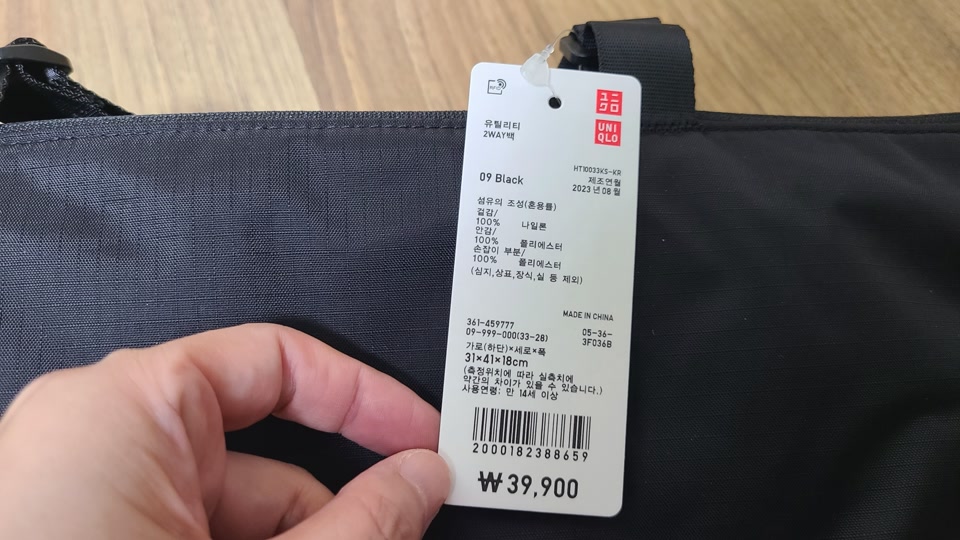 RFID
ユニ
クロ
UNI
QLO
유틸리티
2WAY백
HT10033KS-KR
09 Black
제조연월
2023 년 08 월
섬유의 조성(혼용률)
겉감/
100% 나일론
안감/
100% 폴리에스터
손잡이 부분/
100% 폴리에스터
(심지,상표,장식,실 등 제외)
MADE IN CHINA
361-459777
09-999-000(33-28)
05-36-
3F036B
가로(하단)×세로×폭
31×41×18cm
(측정위치에 따라 실측치에
약간의 차이가 있을 수 있습니다.)
사용연령: 만 14세 이상
2000182388659
₩39,900